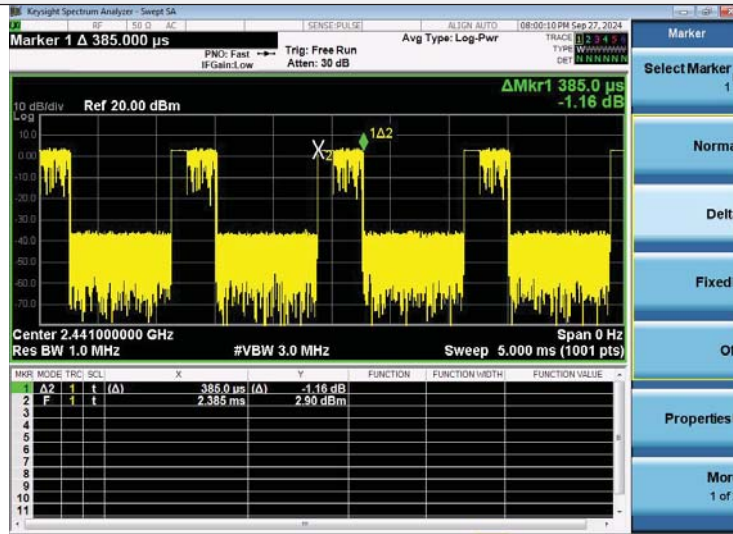 Keysight Spectrum Analyzer - Swept SA
RF 50 Ω AC SENSE:PULSE ALIGN AUTO 08:00:10 PM Sep 27, 2024
Marker 1 Δ 385.000 µs
PNO: Fast
IFGain:Low
Trig: Free Run
Atten: 30 dB
Avg Type: Log-Pwr
TRACE 1 2 3 4 5 6
TYPE W
DET N N N N N N
ΔMkr1 385.0 µs
-1.16 dB
10 dB/div
Log
Ref 20.00 dBm
10.0
0.00
-10.0
-20.0
-30.0
-40.0
-50.0
-60.0
-70.0
X2
1Δ2
Center 2.441000000 GHz
Span 0 Hz
Res BW 1.0 MHz
#VBW 3.0 MHz
Sweep 5.000 ms (1001 pts)
MKR MODE TRC SCL X Y FUNCTION FUNCTION WIDTH FUNCTION VALUE
1 Δ2 1 t (Δ) 385.0 µs (Δ) -1.16 dB
2 F 1 t 2.385 ms 2.90 dBm
3
4
5
6
7
8
9
10
11
Marker
Select Marker
1
Norma
Delt
Fixed
Of
Properties
Mor
1 of